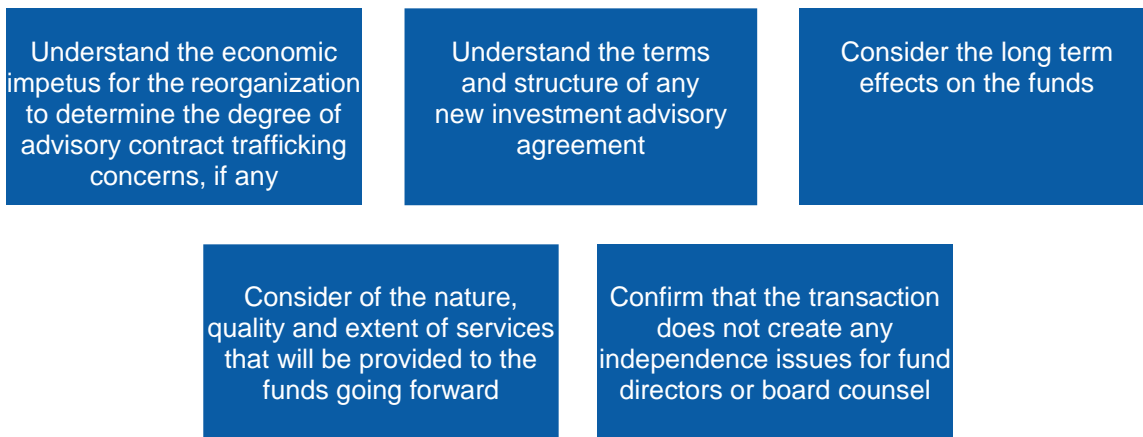 Understand the economic
impetus for the reorganization
to determine the degree of
advisory contract trafficking
concerns, if any
Understand the terms
and structure of any
new investment advisory
agreement
Consider the long term
effects on the funds
Consider of the nature,
quality and extent of services
that will be provided to the
funds going forward
Confirm that the transaction
does not create any
independence issues for fund
directors or board counsel